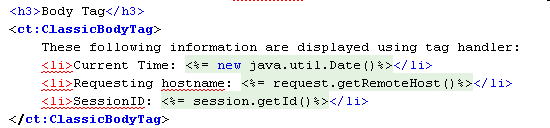 <h3>Body Tag</h3>
<ct:ClassicBodyTag>
These following information are displayed using tag handler:
<li>Current Time: <%= new java.util.Date()%></li>
<li>Requesting hostname: <%= request.getRemoteHost()%></li>
<li>SessionID: <%= session.getId()%></li>
</ct:ClassicBodyTag>